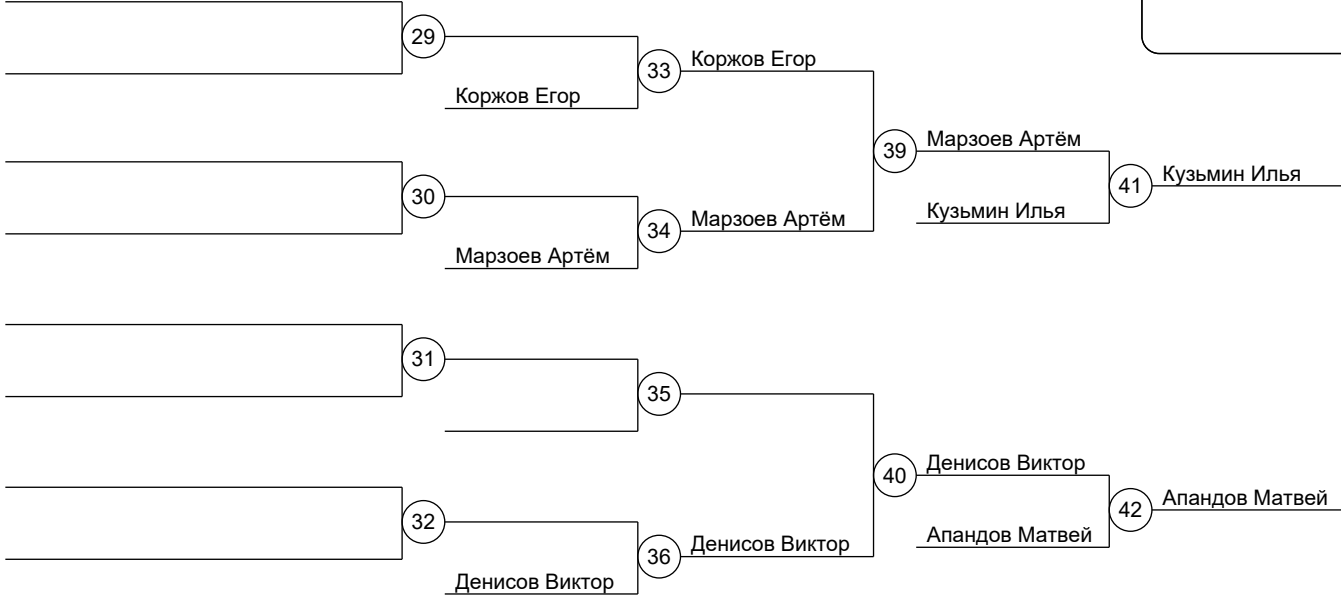 29
33
Коржов Егор
Коржов Егор
39
Марзоев Артём
41
Кузьмин Илья
30
34
Марзоев Артём
Кузьмин Илья
Марзоев Артём
31
35
40
Денисов Виктор
42
Апандов Матвей
32
36
Денисов Виктор
Апандов Матвей
Денисов Виктор